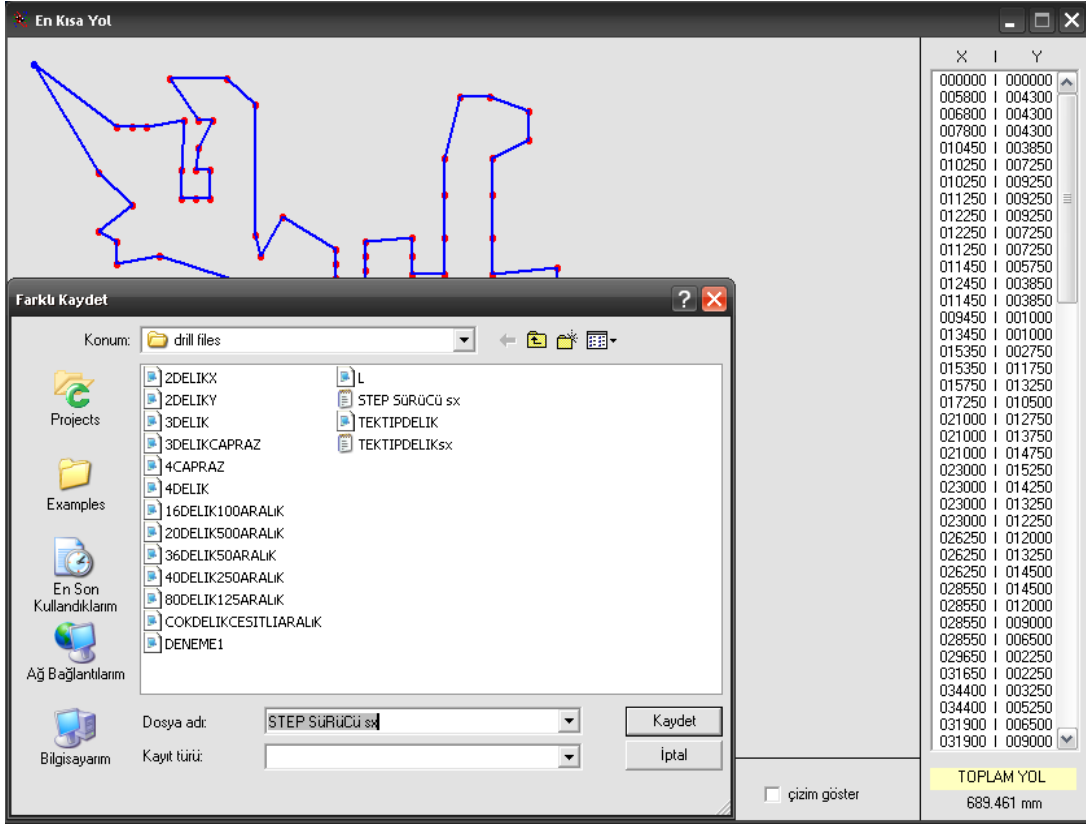 En Kısa Yol
X I Y
000000 I 000000
005800 I 004300
006800 I 004300
007800 I 004300
010450 I 003850
010250 I 007250
010250 I 009250
011250 I 009250
012250 I 009250
012250 I 007250
011250 I 007250
011450 I 005750
012450 I 003850
011450 I 003850
009450 I 001000
013450 I 001000
015350 I 002750
015350 I 011750
015750 I 013250
017250 I 010500
021000 I 012750
021000 I 013750
021000 I 014750
023000 I 015250
023000 I 014250
023000 I 013250
023000 I 012250
026250 I 012000
026250 I 013250
026250 I 014500
028550 I 014500
028550 I 012000
028550 I 009000
028550 I 006500
029650 I 002250
031650 I 002250
034400 I 003250
034400 I 005250
031900 I 006500
031900 I 009000
TOPLAM YOL
689.461 mm
çizim göster
Farklı Kaydet
Konum: drill files
Projects
Examples
En Son
Kullandıklarım
Ağ Bağlantılarım
Bilgisayarım
2DELIKX
2DELIKY
3DELIK
3DELIKCAPRAZ
4CAPRAZ
4DELIK
16DELIK100ARALıK
20DELIK500ARALıK
36DELIK50ARALıK
40DELIK250ARALıK
80DELIK125ARALıK
COKDELIKCESITLIARALıK
DENEME1
L
STEP SüRüCü sx
TEKTIPDELIK
TEKTIPDELIKsx
Dosya adı: STEP SüRüCü sx
Kaydet
Kayıt türü:
İptal